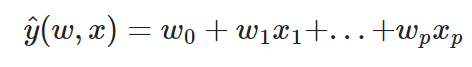 ŷ(w, x) = w₀ + w₁x₁+...+wₚxₚ